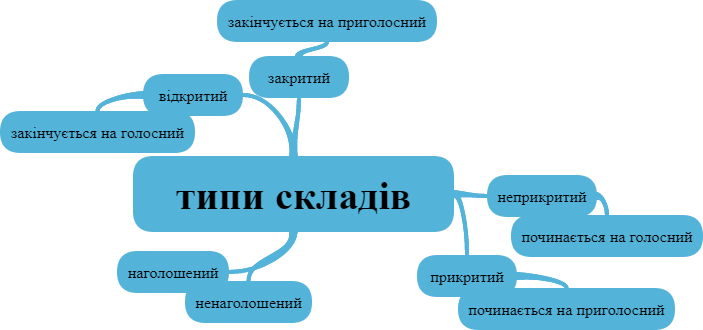 закінчується на приголосний
закритий
відкритий
закінчується на голосний
типи складів
неприкритий
починається на голосний
наголошений
ненаголошений
прикритий
починається на приголосний